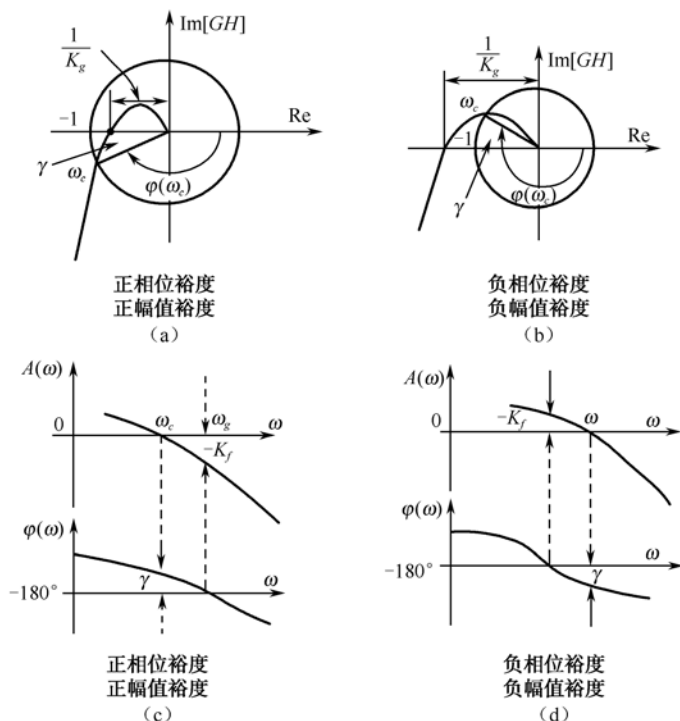 Im[GH]
1/K_g
-1
Re
γ
ω_c
φ(ω_c)
正相位裕度
正幅值裕度
（a）
1/K_g
Im[GH]
ω_c
Re
-1
γ
φ(ω_c)
负相位裕度
负幅值裕度
（b）
A(ω)
0
ω_c
ω_g
ω
-K_f
φ(ω)
γ
ω
-180°
正相位裕度
正幅值裕度
（c）
A(ω)
-K_f
ω
ω
0
φ(ω)
-180°
γ
ω
负相位裕度
负幅值裕度
（d）